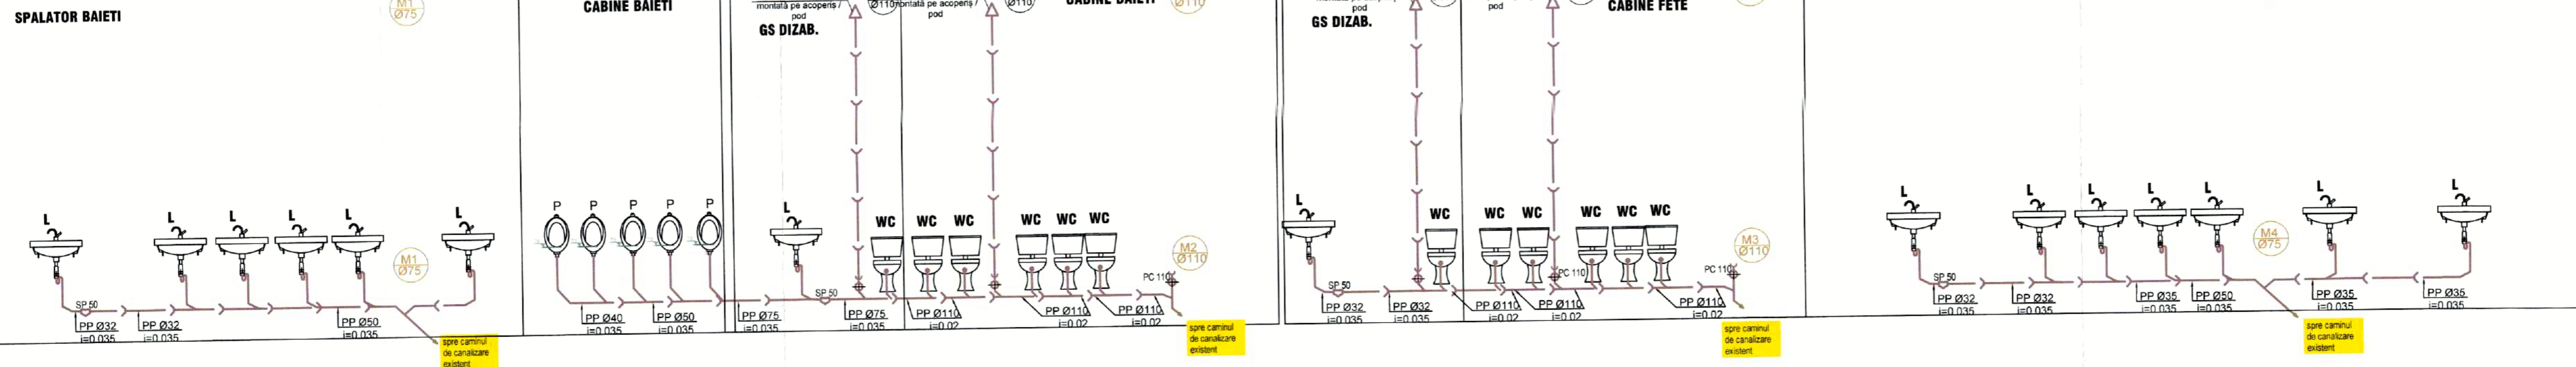 SPALATOR BAIETI
M1
Ø75
CABINE BAIETI
montată pe acoperiș /
pod
GS DIZAB.
Ø110
montată pe acoperiș /
pod
Ø110
CABINE BAIETI
Ø110
pod
GS DIZAB.
pod
CABINE FETE
L
L
L
L
L
L
M1
Ø75
SP 50
PP Ø32
i=0.035
PP Ø32
i=0.035
PP Ø50
i=0.035
spre caminul
de canalizare
existent
P
P
P
P
P
PP Ø40
i=0.035
PP Ø50
i=0.035
PP Ø75
i=0.035
L
SP 50
PP Ø75
i=0.035
WC
WC
WC
WC
WC
WC
PP Ø110
i=0.02
PP Ø110
i=0.02
PP Ø110
i=0.02
PC 110
M2
Ø110
spre caminul
de canalizare
existent
L
SP 50
PP Ø32
i=0.035
PP Ø32
i=0.035
WC
WC
WC
WC
WC
WC
PC 110
PP Ø110
i=0.02
PP Ø110
i=0.02
PP Ø110
i=0.02
PC 110
M3
Ø110
spre caminul
de canalizare
existent
L
L
L
L
L
L
L
M4
Ø75
SP 50
PP Ø32
i=0.035
PP Ø32
i=0.035
PP Ø35
i=0.035
PP Ø50
i=0.035
PP Ø35
i=0.035
PP Ø35
i=0.035
spre caminul
de canalizare
existent